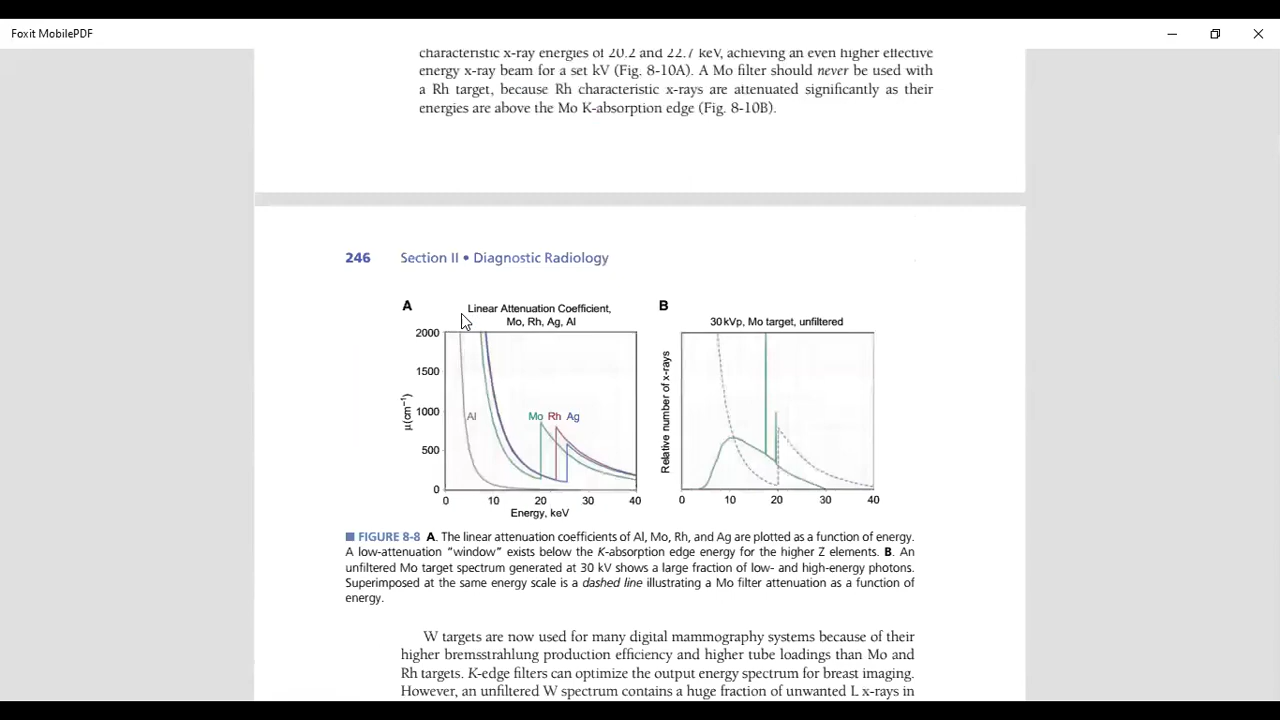 Foxit MobilePDF
characteristic x-ray energies of 20.2 and 22.7 keV, achieving an even higher effective
energy x-ray beam for a set kV (Fig. 8-10A). A Mo filter should never be used with
a Rh target, because Rh characteristic x-rays are attenuated significantly as their
energies are above the Mo K-absorption edge (Fig. 8-10B).
246 Section II • Diagnostic Radiology
A
Linear Attenuation Coefficient,
Mo, Rh, Ag, Al
2000
1500
1000
500
0
μ(cm⁻¹)
Al
Mo Rh Ag
0 10 20 30 40
Energy, keV
B
30 kVp, Mo target, unfiltered
Relative number of x-rays
0 10 20 30 40
■ FIGURE 8-8 A. The linear attenuation coefficients of Al, Mo, Rh, and Ag are plotted as a function of energy.
A low-attenuation "window" exists below the K-absorption edge energy for the higher Z elements. B. An
unfiltered Mo target spectrum generated at 30 kV shows a large fraction of low- and high-energy photons.
Superimposed at the same energy scale is a dashed line illustrating a Mo filter attenuation as a function of
energy.
W targets are now used for many digital mammography systems because of their
higher bremsstrahlung production efficiency and higher tube loadings than Mo and
Rh targets. K-edge filters can optimize the output energy spectrum for breast imaging.
However, an unfiltered W spectrum contains a huge fraction of unwanted L x-rays in